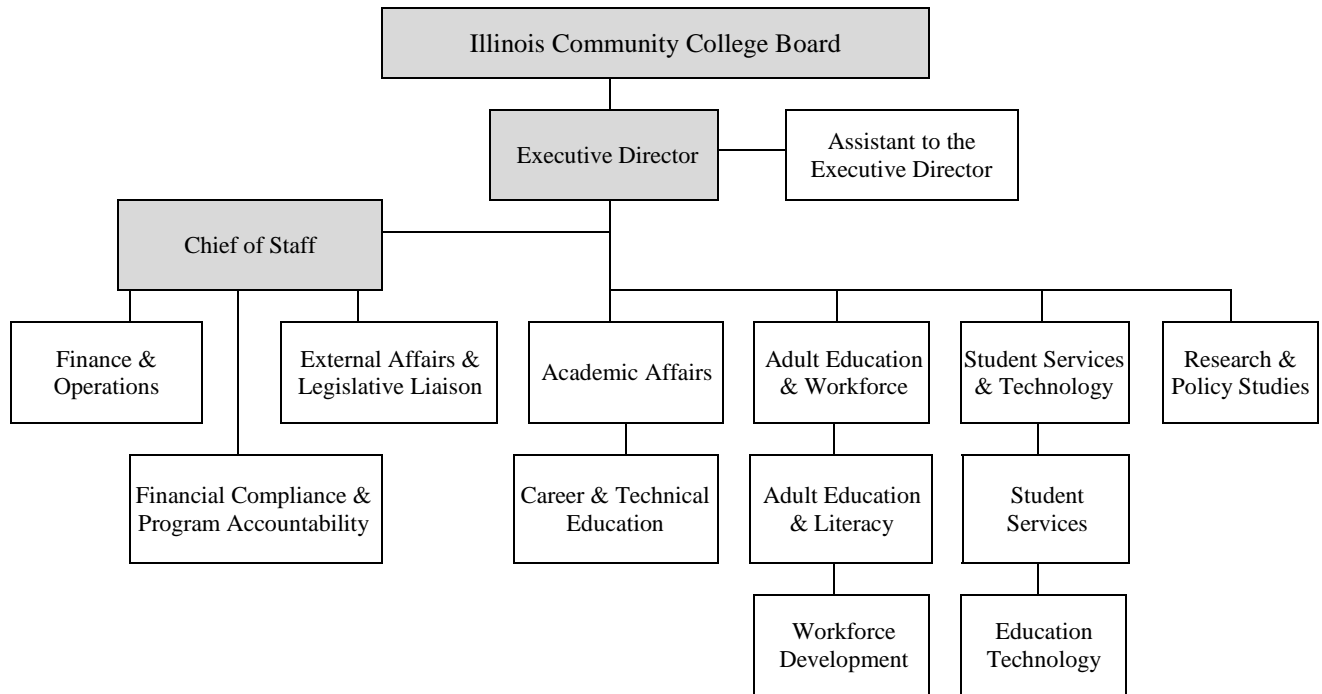 Illinois Community College Board
Executive Director
Assistant to the
Executive Director
Chief of Staff
Finance &
Operations
External Affairs &
Legislative Liaison
Academic Affairs
Adult Education
& Workforce
Student Services
& Technology
Research &
Policy Studies
Financial Compliance &
Program Accountability
Career & Technical
Education
Adult Education
& Literacy
Student
Services
Workforce
Development
Education
Technology